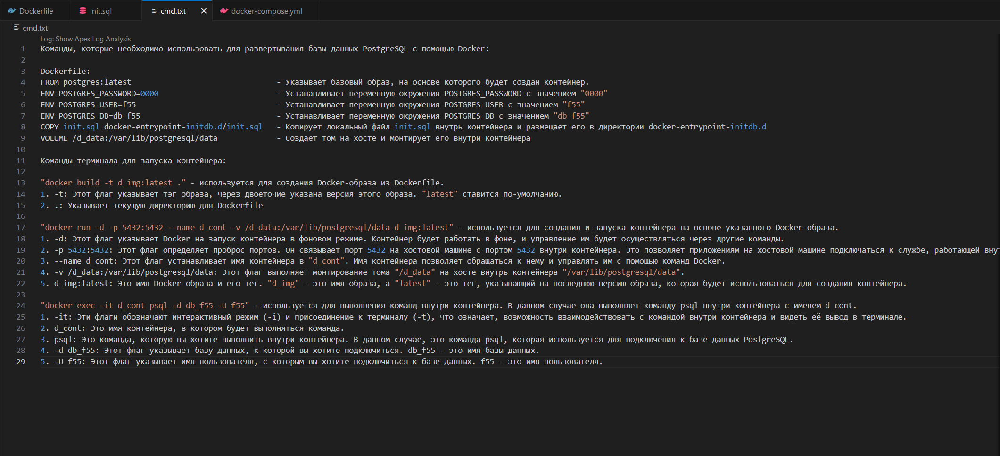 Dockerfile init.sql cmd.txt docker-compose.yml
cmd.txt
Log: Show Apex Log Analysis
1 Команды, которые необходимо использовать для развертывания базы данных PostgreSQL с помощью Docker:
2
3 Dockerfile:
4 FROM postgres:latest - Указывает базовый образ, на основе которого будет создан контейнер.
5 ENV POSTGRES_PASSWORD=0000 - Устанавливает переменную окружения POSTGRES_PASSWORD с значением "0000"
6 ENV POSTGRES_USER=f55 - Устанавливает переменную окружения POSTGRES_USER с значением "f55"
7 ENV POSTGRES_DB=db_f55 - Устанавливает переменную окружения POSTGRES_DB с значением "db_f55"
8 COPY init.sql docker-entrypoint-initdb.d/init.sql - Копирует локальный файл init.sql внутрь контейнера и размещает его в директории docker-entrypoint-initdb.d
9 VOLUME /d_data:/var/lib/postgresql/data - Создает том на хосте и монтирует его внутри контейнера
10
11 Команды терминала для запуска контейнера:
12
13 "docker build -t d_img:latest ." - используется для создания Docker-образа из Dockerfile.
14 1. -t: Этот флаг указывает тэг образа, через двоеточие указана версия этого образа. "latest" ставится по-умолчанию.
15 2. .: Указывает текущую директорию для Dockerfile
16
17 "docker run -d -p 5432:5432 --name d_cont -v /d_data:/var/lib/postgresql/data d_img:latest" - используется для создания и запуска контейнера на основе указанного Docker-образа.
18 1. -d: Этот флаг указывает Docker на запуск контейнера в фоновом режиме. Контейнер будет работать в фоне, и управление им будет осуществляться через другие команды.
19 2. -p 5432:5432: Этот флаг определяет проброс портов. Он связывает порт 5432 на хостовой машине с портом 5432 внутри контейнера. Это позволяет приложениям на хостовой машине подключаться к службе, работающей вну
20 3. --name d_cont: Этот флаг устанавливает имя контейнера в "d_cont". Имя контейнера позволяет обращаться к нему и управлять им с помощью команд Docker.
21 4. -v /d_data:/var/lib/postgresql/data: Этот флаг выполняет монтирование тома "/d_data" на хосте внутрь контейнера "/var/lib/postgresql/data".
22 5. d_img:latest: Это имя Docker-образа и его тег. "d_img" - это имя образа, а "latest" - это тег, указывающий на последнюю версию образа, которая будет использоваться для создания контейнера.
23
24 "docker exec -it d_cont psql -d db_f55 -U f55" - используется для выполнения команд внутри контейнера. В данном случае она выполняет команду psql внутри контейнера с именем d_cont.
25 1. -it: Эти флаги обозначают интерактивный режим (-i) и присоединение к терминалу (-t), что означает, возможность взаимодействовать с командой внутри контейнера и видеть её вывод в терминале.
26 2. d_cont: Это имя контейнера, в котором будет выполняться команда.
27 3. psql: Это команда, которую вы хотите выполнить внутри контейнера. В данном случае, это команда psql, которая используется для подключения к базе данных PostgreSQL.
28 4. -d db_f55: Этот флаг указывает базу данных, к которой вы хотите подключиться. db_f55 - это имя базы данных.
29 5. -U f55: Этот флаг указывает имя пользователя, с которым вы хотите подключиться к базе данных. f55 - это имя пользователя.